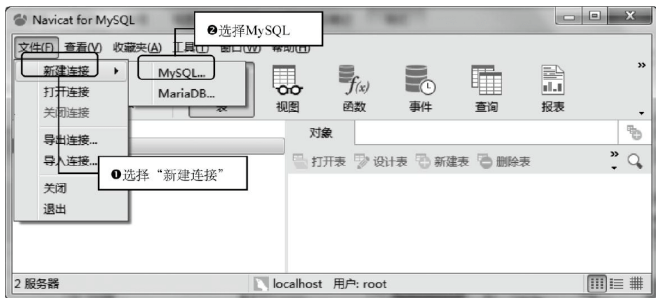 Navicat for MySQL
❷选择MySQL
文件(F) 查看(V) 收藏夹(A) 工具(T) 窗口(W) 帮助(H)
新建连接
MySQL...
打开连接
MariaDB...
关闭连接
表
视图
f(x)
函数
事件
查询
报表
导出连接...
导入连接...
对象
❶选择“新建连接”
打开表 设计表 新建表 删除表
关闭
退出
2 服务器
localhost 用户: root